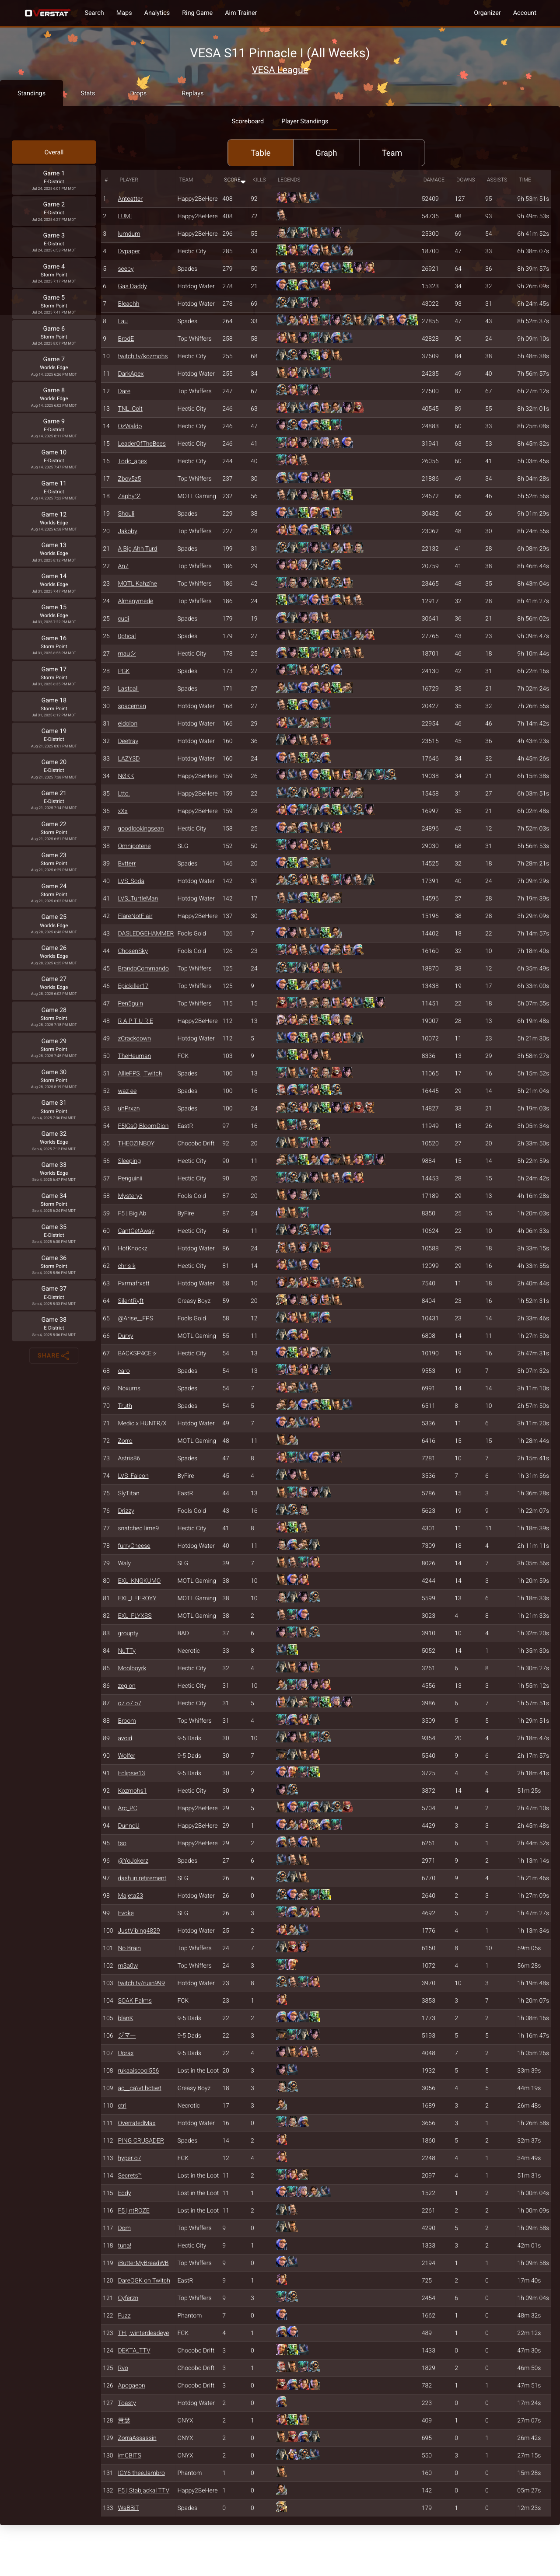 OVERSTAT Search Maps Analytics Ring Game Aim Trainer Organizer Account
VESA S11 Pinnacle I (All Weeks)
VESA League
Standings Stats Drops Replays
Scoreboard Player Standings
Overall
Table Graph Team
Game 1
E-District
Game 2
E-District
Game 3
E-District
Game 4
Storm Point
Game 5
Storm Point
Game 6
Storm Point
Game 7
Worlds Edge
Game 8
Worlds Edge
Game 9
E-District
Game 10
E-District
Game 11
E-District
Game 12
Worlds Edge
Game 13
Worlds Edge
Game 14
Worlds Edge
Game 15
Worlds Edge
Game 16
Storm Point
Game 17
Storm Point
Game 18
Storm Point
Game 19
E-District
Game 20
E-District
Game 21
E-District
Game 22
Storm Point
Game 23
Storm Point
Game 24
Storm Point
Game 25
Worlds Edge
Game 26
Worlds Edge
Game 27
Worlds Edge
Game 28
Storm Point
Game 29
Storm Point
Game 30
Storm Point
Game 31
Storm Point
Game 32
Worlds Edge
Game 33
Worlds Edge
Game 34
Storm Point
Game 35
E-District
Game 36
Storm Point
Game 37
E-District
Game 38
E-District
SHARE
# PLAYER TEAM SCORE KILLS LEGENDS DAMAGE DOWNS ASSISTS TIME
1 Anteatter Happy2BeHere 408 92 52409 127 95 9h 53m 51s
2 LUMI Happy2BeHere 408 72 54735 98 93 9h 49m 53s
3 lumdum Happy2BeHere 296 55 25300 69 54 6h 41m 52s
4 Dvpaper Hectic City 285 33 18700 47 33 6h 38m 07s
5 seeby Spades 279 50 26921 64 36 8h 39m 57s
6 Gas Daddy Hotdog Water 278 21 15323 34 32 9h 26m 09s
7 Bleachh Hotdog Water 278 69 43022 93 31 9h 24m 45s
8 Lau Spades 264 33 27855 47 43 8h 52m 37s
9 BrodE Top Whiffers 258 58 42828 90 24 9h 09m 10s
10 twitch.tv/kozmohs Hectic City 255 68 37609 84 38 5h 48m 38s
11 DarkApex Hotdog Water 255 34 24235 49 40 7h 56m 57s
12 Dare Top Whiffers 247 67 27500 87 67 6h 27m 12s
13 TNL_Colt Hectic City 246 63 40545 89 55 8h 32m 01s
14 OzWaldo Hectic City 246 47 24883 60 33 8h 25m 08s
15 LeaderOfTheBees Hectic City 246 41 31941 63 53 8h 45m 32s
16 Todo_apex Hectic City 244 40 26056 60 41 5h 03m 45s
17 ZboySz5 Top Whiffers 237 30 21886 49 34 8h 04m 28s
18 Zaphyツ MOTL Gaming 232 56 24672 66 46 5h 52m 56s
19 Shouji Spades 229 38 30432 60 26 9h 01m 29s
20 Jakoby Top Whiffers 227 28 23062 48 30 8h 24m 55s
21 A Big Ahh Turd Spades 199 31 22132 41 28 6h 08m 29s
22 An7 Top Whiffers 186 29 20759 41 38 8h 46m 44s
23 MOTL Kahzine Top Whiffers 186 42 23465 48 35 8h 43m 04s
24 Almanymede Top Whiffers 186 24 12917 32 28 8h 41m 27s
25 cudi Spades 179 19 30641 36 21 8h 56m 02s
26 0ptical Spades 179 27 27765 43 23 9h 09m 47s
27 mauシ Hectic City 178 25 18701 46 18 9h 10m 44s
28 PGK Spades 173 27 24130 42 31 6h 22m 16s
29 Lastcall Spades 171 27 16729 35 21 7h 02m 24s
30 spaceman Hotdog Water 168 27 20427 35 32 7h 26m 55s
31 eidolon Hotdog Water 166 29 22954 46 46 7h 14m 42s
32 Deetray Hotdog Water 160 36 23515 45 36 4h 43m 23s
33 LAZY3D Hotdog Water 160 24 17646 34 32 4h 45m 26s
34 NØKK Happy2BeHere 159 26 19038 34 21 6h 15m 38s
35 Ltto. Happy2BeHere 159 22 15458 31 27 6h 03m 51s
36 xXx Happy2BeHere 159 28 16997 35 21 6h 02m 48s
37 goodlookingsean Hectic City 158 25 24896 42 12 7h 52m 03s
38 Omnipotene SLG 152 50 29030 68 31 5h 56m 53s
39 Bvtterr Spades 146 20 14525 32 18 7h 28m 21s
40 LVS_Soda Hotdog Water 142 31 17391 40 24 7h 09m 29s
41 LVS_TurtleMan Hotdog Water 142 17 14596 27 28 7h 19m 39s
42 FlareNotFlair Happy2BeHere 137 30 15196 38 28 3h 29m 09s
43 DASLEDGEHAMMER Fools Gold 126 7 14402 18 22 7h 14m 57s
44 ChosenSky Fools Gold 126 23 16160 32 10 7h 18m 40s
45 BrandoCommando Top Whiffers 125 24 18870 33 12 6h 35m 49s
46 Epickiller17 Top Whiffers 125 9 13438 19 17 6h 33m 00s
47 Pen5guin Top Whiffers 115 15 11451 22 18 5h 07m 55s
48 R A P T U R E Happy2BeHere 112 13 19007 28 13 6h 19m 48s
49 zCrackdown Hotdog Water 112 5 10072 11 23 5h 21m 30s
50 TheHeuman FCK 103 9 8336 13 29 3h 58m 27s
51 AllieFPS | Twitch Spades 100 13 11065 17 16 5h 15m 52s
52 waz ee Spades 100 16 16445 29 14 5h 21m 04s
53 uhPrxzn Spades 100 24 14827 33 21 5h 19m 03s
54 F5|GsQ BloomDion EastR 97 16 11949 18 26 3h 05m 34s
55 THEOZINBOY Chocobo Drift 92 20 10520 27 20 2h 33m 50s
56 Sleeping Hectic City 90 11 9884 15 14 5h 22m 59s
57 Penguins Hectic City 90 20 14453 28 15 5h 24m 42s
58 Mysteryz Fools Gold 87 20 17189 29 13 4h 16m 28s
59 F5 | Big Ab ByFire 87 24 8350 25 15 1h 20m 03s
60 CantGetAway Hectic City 86 11 10624 22 10 4h 06m 33s
61 HotKnockz Hotdog Water 86 24 10588 29 18 3h 33m 15s
62 chris k Hectic City 81 14 12099 29 16 4h 33m 55s
63 Permafrxstt Hotdog Water 68 10 7540 11 18 2h 40m 44s
64 SilentRyft Greasy Boyz 59 20 8404 23 16 1h 52m 31s
65 @Arise__FPS Fools Gold 58 12 10431 23 14 2h 33m 46s
66 Durxy MOTL Gaming 55 11 6808 14 11 1h 27m 50s
67 BACKSP4CEッ Hectic City 54 13 10190 19 16 2h 47m 31s
68 caro Spades 54 13 9553 19 7 3h 07m 32s
69 Noxums Spades 54 7 6991 14 14 3h 11m 10s
70 Truth Spades 54 5 6511 8 10 2h 57m 50s
71 Medic x HUNTR/X Hotdog Water 49 7 5336 11 6 3h 11m 20s
72 Zorro MOTL Gaming 48 11 6416 15 15 1h 28m 44s
73 Astris86 Spades 47 8 7281 10 7 2h 15m 41s
74 LVS_Falcon ByFire 45 4 3536 7 6 1h 31m 56s
75 SlyTitan EastR 44 13 5786 15 3 1h 36m 28s
76 Drizzy Fools Gold 43 16 5623 19 9 1h 22m 07s
77 snatched lime9 Hectic City 41 8 4301 11 11 1h 18m 39s
78 furryCheese Hotdog Water 40 11 7309 18 4 2h 11m 11s
79 Waly SLG 39 7 8026 14 7 3h 05m 56s
80 EXL_KNGKUMO MOTL Gaming 38 10 4244 14 3 1h 20m 59s
81 EXL_LEEROYY MOTL Gaming 38 10 5599 13 6 1h 18m 33s
82 EXL_FLYXSS MOTL Gaming 38 2 3023 4 8 1h 21m 33s
83 grouptv BAD 37 6 3910 10 4 1h 32m 20s
84 NuTTy Necrotic 33 8 5052 14 1 1h 35m 30s
85 Moolboyrk Hectic City 32 4 3261 6 8 1h 30m 27s
86 zegion Hectic City 31 10 4556 13 3 1h 55m 12s
87 o7 o7 o7 Hectic City 31 5 3986 6 7 1h 57m 51s
88 Broom Top Whiffers 31 4 3509 5 5 1h 29m 51s
89 avoid 9-5 Dads 30 10 9354 20 4 2h 18m 47s
90 Wolfer 9-5 Dads 30 7 5540 9 6 2h 17m 57s
91 Eclipsie13 9-5 Dads 30 2 3725 4 6 2h 18m 41s
92 Kozmohs1 Hectic City 30 9 3872 14 4 51m 25s
93 Arc_PC Happy2BeHere 29 5 5704 9 2 2h 47m 10s
94 DunnoU Happy2BeHere 29 1 4429 3 3 2h 45m 48s
95 tso Happy2BeHere 29 2 6261 6 1 2h 44m 52s
96 @YoJokerz Spades 27 6 2971 9 2 1h 13m 14s
97 dash in retirement SLG 26 6 6770 9 4 1h 21m 46s
98 Majeta23 Hotdog Water 26 0 2640 2 3 1h 27m 09s
99 Evoke SLG 26 3 4692 5 2 1h 47m 27s
100 JustVibing4829 Hotdog Water 25 2 1776 4 1 1h 13m 34s
101 No Brain Top Whiffers 24 7 6150 8 10 59m 05s
102 m3a0w Top Whiffers 24 3 1072 4 1 56m 28s
103 twitch.tv/ruin999 Hotdog Water 23 8 3970 10 3 1h 19m 48s
104 SOAK Palms FCK 23 1 3853 3 7 1h 20m 07s
105 blanK 9-5 Dads 22 2 1773 2 2 1h 08m 16s
106 ジマー 9-5 Dads 22 3 5193 5 5 1h 16m 47s
107 Uorax 9-5 Dads 22 4 4048 7 2 1h 05m 26s
108 rukaaiscool556 Lost in the Loot 20 3 1932 5 5 33m 39s
109 ac__ca\vt.hctiwt Greasy Boyz 18 3 3056 4 5 44m 19s
110 ctrl Necrotic 17 3 1689 3 2 26m 48s
111 OverratedMax Hotdog Water 16 0 3666 3 1 1h 26m 58s
112 PING CRUSADER Spades 14 2 1860 5 2 32m 37s
113 hyper o7 FCK 12 4 2248 4 1 34m 49s
114 Secrets™ Lost in the Loot 11 2 2097 4 1 51m 31s
115 Eddy Lost in the Loot 11 1 1522 1 2 1h 00m 04s
116 F5 | ntROZE Lost in the Loot 11 2 2261 2 2 1h 00m 09s
117 Dom Top Whiffers 9 0 4290 5 2 1h 09m 58s
118 tuna! Hectic City 9 1 1333 3 2 42m 01s
119 iButterMyBreadWB Top Whiffers 9 0 2194 1 1 1h 09m 58s
120 DareOGK on Twitch EastR 9 1 725 2 0 17m 40s
121 Cyferzn Top Whiffers 9 3 2454 6 0 1h 09m 04s
122 Fuzz Phantom 7 0 1662 1 0 48m 32s
123 TH | winterdeadeye FCK 4 1 489 1 0 22m 12s
124 DEKTA_TTV Chocobo Drift 3 0 1433 0 0 47m 30s
125 Ryo Chocobo Drift 3 1 1829 2 0 46m 50s
126 Apogaeon Chocobo Drift 3 0 782 1 1 47m 51s
127 Toasty Hotdog Water 2 0 223 0 0 17m 24s
128 ONYX 2 1 409 1 0 27m 07s
129 ZorraAssassin ONYX 2 0 695 0 1 26m 42s
130 imCBITS ONYX 2 0 550 3 1 27m 15s
131 IGY6 theeJambro Phantom 1 0 160 0 0 15m 28s
132 F5 | Stabjackal TTV Happy2BeHere 1 0 142 0 0 05m 27s
133 WaBBiT Spades 0 0 179 1 0 12m 23s